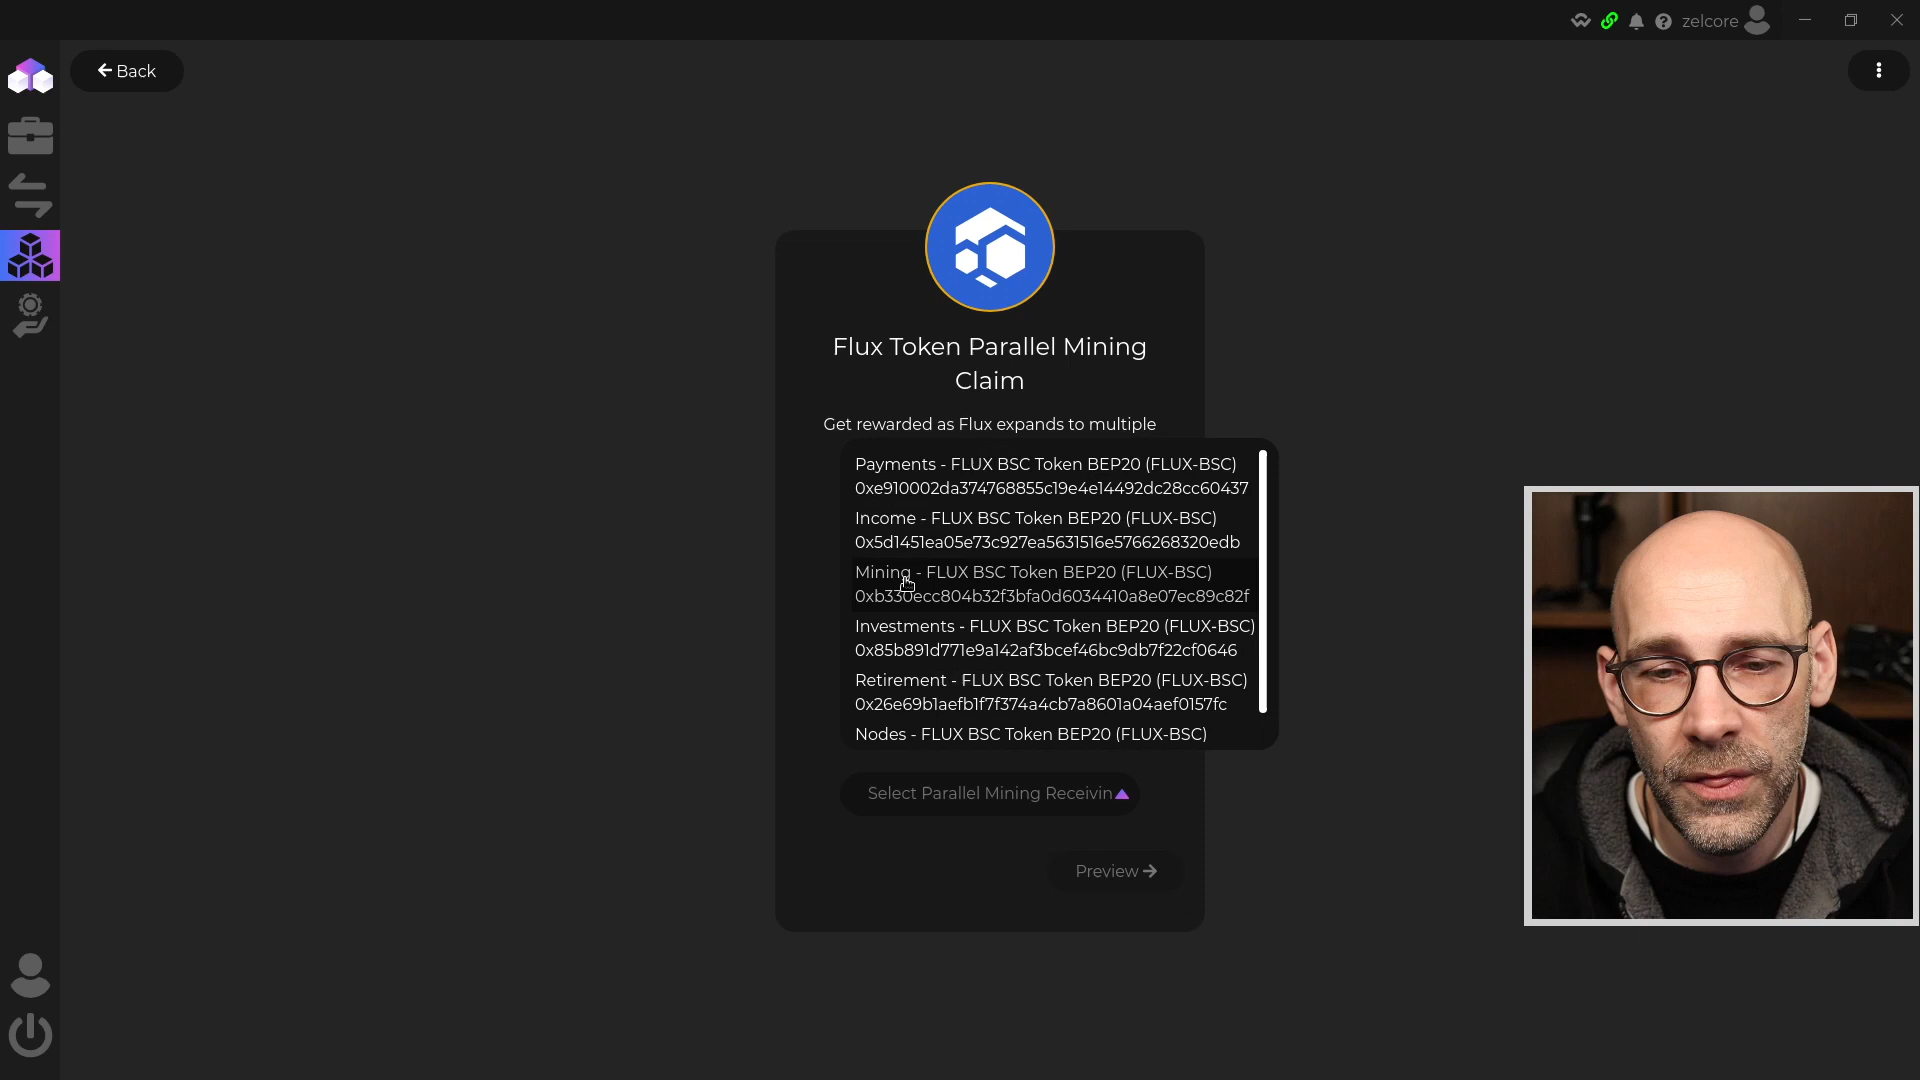 zelcore
Back
Flux Token Parallel Mining
Claim
Get rewarded as Flux expands to multiple
Payments - FLUX BSC Token BEP20 (FLUX-BSC)
0xe910002da374768855c19e4e14492dc28cc60437
Income - FLUX BSC Token BEP20 (FLUX-BSC)
0x5d1451ea05e73c927ea5631516e5766268320edb
Mining - FLUX BSC Token BEP20 (FLUX-BSC)
0xb330ecc804b32f3bfa0d6034410a8e07ec89c82f
Investments - FLUX BSC Token BEP20 (FLUX-BSC)
0x85b891d771e9a142af3bcef46bc9db7f22cf0646
Retirement - FLUX BSC Token BEP20 (FLUX-BSC)
0x26e69b1aefb1f7f374a4cb7a8601a04aef0157fc
Nodes - FLUX BSC Token BEP20 (FLUX-BSC)
Select Parallel Mining Receivin
Preview